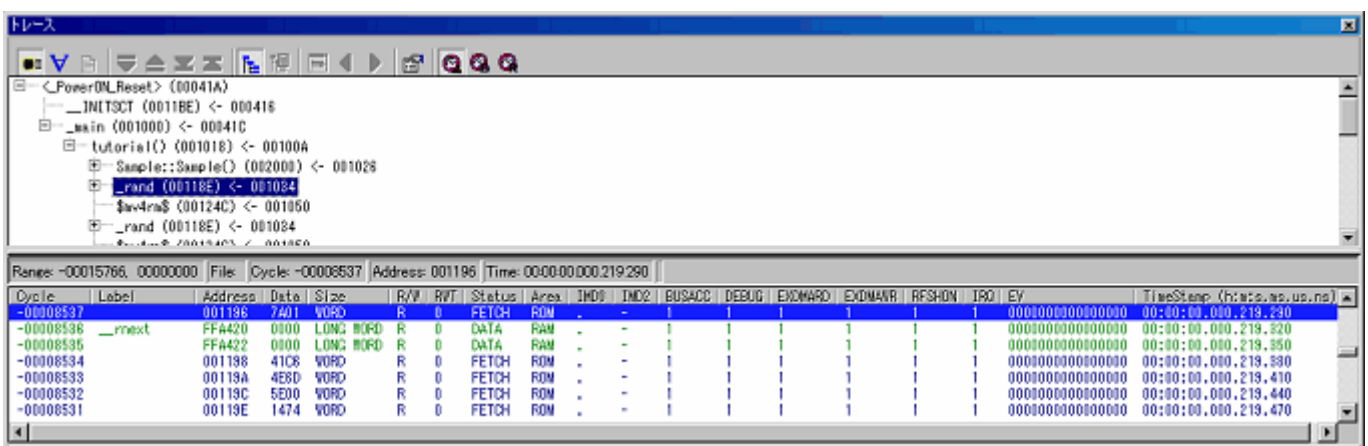 トレース
<_PowerON_Reset> (00041A)
__INITSCT (0011BE) <- 000416
_main (001000) <- 00041C
tutorial() (001018) <- 00100A
Sample::Sample() (002000) <- 001026
_rand (00118E) <- 001034
$mv4rm$ (00124C) <- 001050
_rand (00118E) <- 001034
$mv4rm$ (00124C) <- 001050
Range: -00015766, 00000000 File: Cycle: -00008537 Address: 001196 Time: 00:00:00.000.219.290
Cycle Label Address Data Size R/W RWT Status Area IMD0 IMD2 BUSACC DEBUG EXDMARD EXDMAWR RFSHON IRQ EV TimeStamp (h:m:s.ms.us.ns)
-00008537 001196 7A01 WORD R 0 FETCH ROM . - 1 1 1 1 1 1 0000000000000000 00:00:00.000.219.290
-00008536 __rnext FFA420 0000 LONG WORD R 0 DATA RAM . - 1 1 1 1 1 1 0000000000000000 00:00:00.000.219.320
-00008535 FFA422 0000 LONG WORD R 0 DATA RAM . - 1 1 1 1 1 1 0000000000000000 00:00:00.000.219.350
-00008534 001198 41C6 WORD R 0 FETCH ROM . - 1 1 1 1 1 1 0000000000000000 00:00:00.000.219.380
-00008533 00119A 4E6D WORD R 0 FETCH ROM . - 1 1 1 1 1 1 0000000000000000 00:00:00.000.219.410
-00008532 00119C 5E00 WORD R 0 FETCH ROM . - 1 1 1 1 1 1 0000000000000000 00:00:00.000.219.440
-00008531 00119E 1474 WORD R 0 FETCH ROM . - 1 1 1 1 1 1 0000000000000000 00:00:00.000.219.470